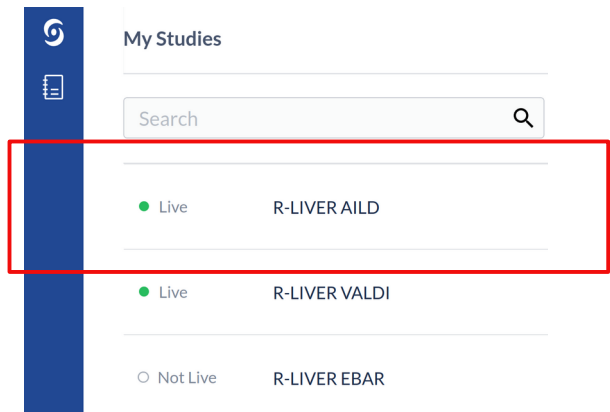 My Studies
Search
Live R-LIVER AILD
Live R-LIVER VALDI
Not Live R-LIVER EBAR